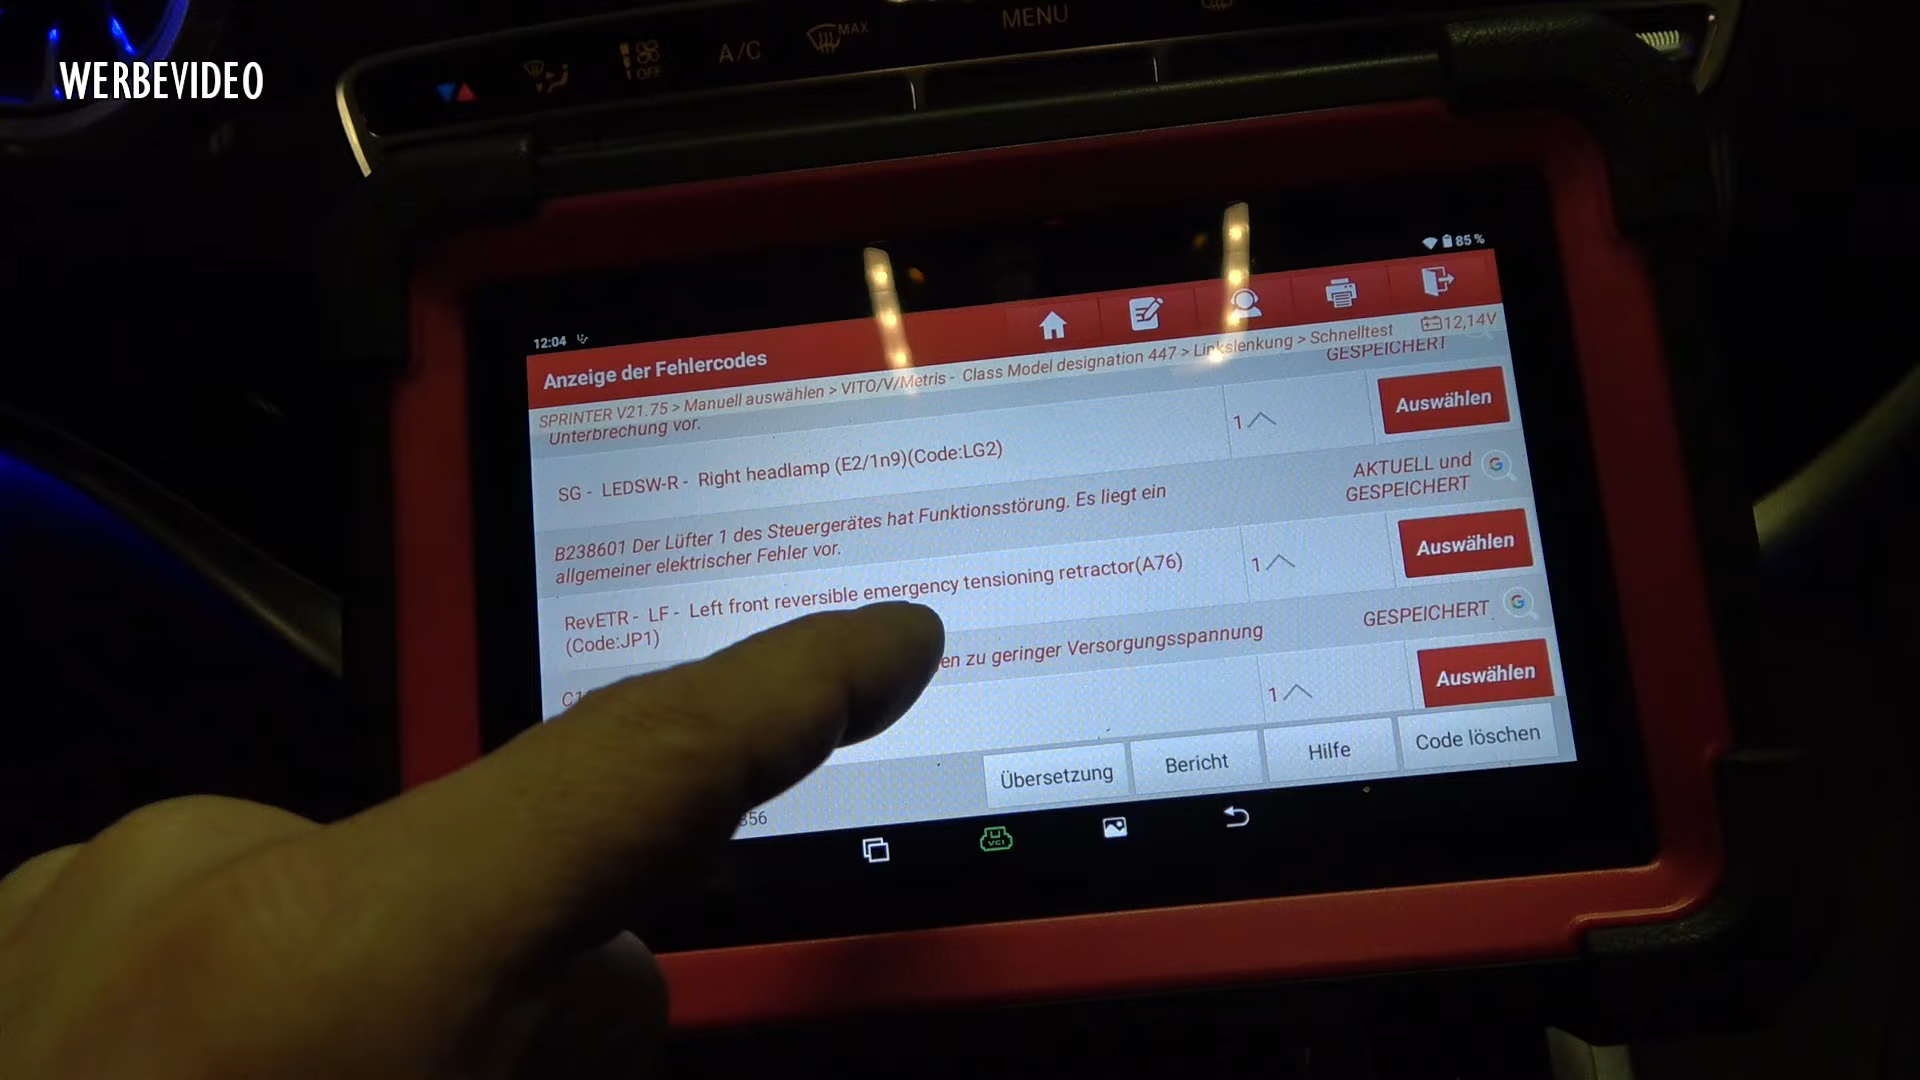 WERBEVIDEO
OFF
A/C
MAX
MENU
12:04
85 %
Anzeige der Fehlercodes
SPRINTER V21.75 > Manuell auswählen > VITO/V/Metris - Class Model designation 447 > Linkslenkung > Schnelltest
12,14V
Unterbrechung vor.
GESPEICHERT
SG - LEDSW-R - Right headlamp (E2/1n9)(Code:LG2)
1
Auswählen
B238601 Der Lüfter 1 des Steuergerätes hat Funktionsstörung. Es liegt ein
allgemeiner elektrischer Fehler vor.
AKTUELL und
GESPEICHERT
G
RevETR - LF - Left front reversible emergency tensioning retractor(A76)
(Code:JP1)
1
Auswählen
en zu geringer Versorgungsspannung
GESPEICHERT
G
1
Auswählen
Übersetzung
Bericht
Hilfe
Code löschen
356
VCI